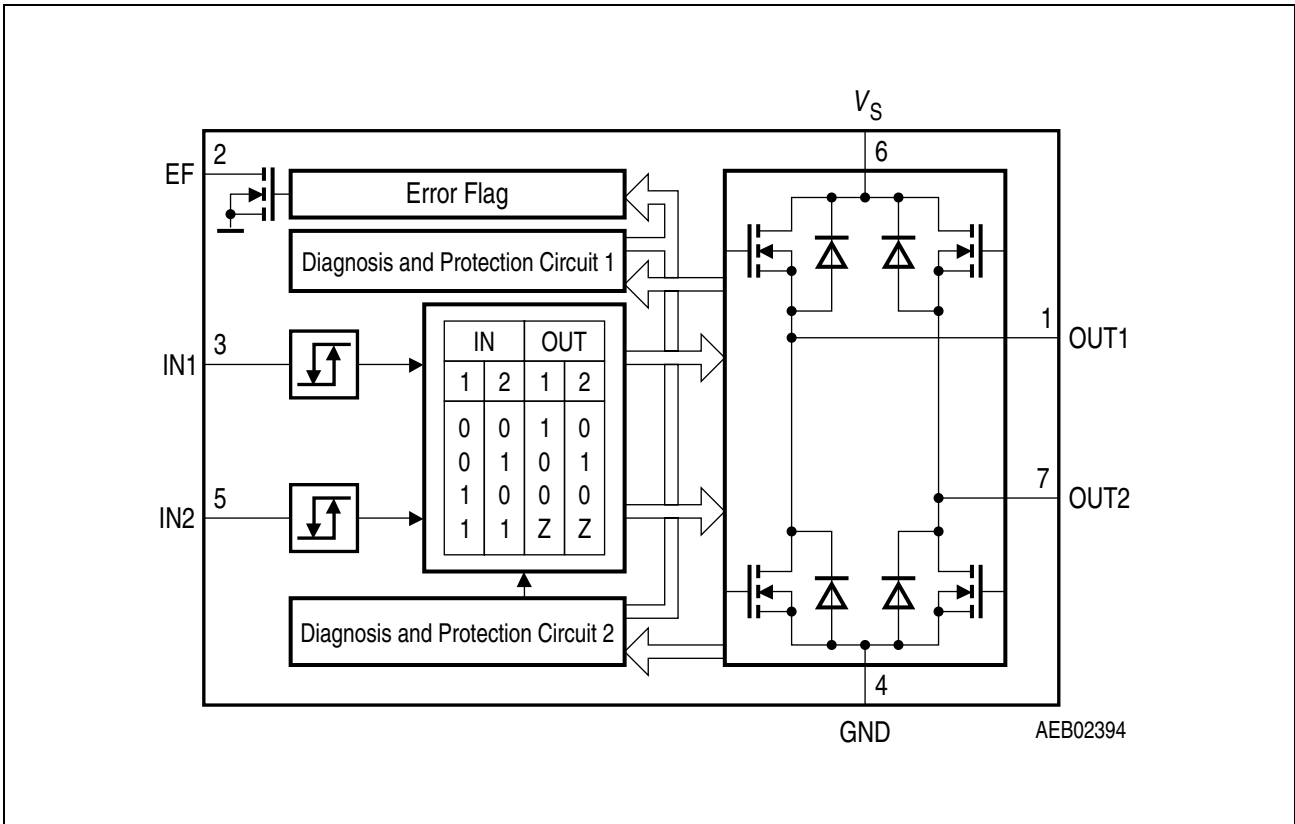 VS
6
EF 2
Error Flag
Diagnosis and Protection Circuit 1
IN1 3
IN OUT
1 2 1 2
0 0 1 0
0 1 0 1
1 0 0 0
1 1 Z Z
1 OUT1
IN2 5
7 OUT2
Diagnosis and Protection Circuit 2
4
GND
AEB02394